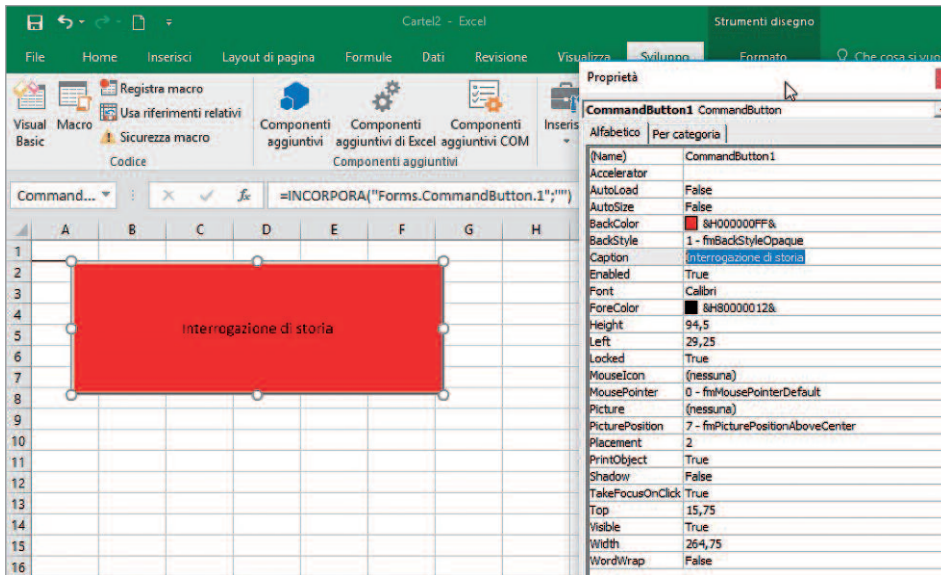 Cartel2 - Excel
Strumenti disegno
File Home Inserisci Layout di pagina Formule Dati Revisione Visualizza Sviluppo Formato Che cosa si vuo
Visual Basic
Macro
Registra macro
Usa riferimenti relativi
Sicurezza macro
Codice
Componenti aggiuntivi
Componenti aggiuntivi di Excel
Componenti aggiuntivi COM
Componenti aggiuntivi
Inseris
Command...
fx
=INCORPORA("Forms.CommandButton.1";"")
A B C D E F G H
1
2
3
4
5
6
7
8
9
10
11
12
13
14
15
16
Interrogazione di storia
Proprietà
CommandButton1 CommandButton
Alfabetico Per categoria
(Name) CommandButton1
Accelerator
AutoLoad False
AutoSize False
BackColor &H000000FF&
BackStyle 1 - fmBackStyleOpaque
Caption Interrogazione di storia
Enabled True
Font Calibri
ForeColor &H80000012&
Height 94,5
Left 29,25
Locked True
MouseIcon (nessuna)
MousePointer 0 - fmMousePointerDefault
Picture (nessuna)
PicturePosition 7 - fmPicturePositionAboveCenter
Placement 2
PrintObject True
Shadow False
TakeFocusOnClick True
Top 15,75
Visible True
Width 264,75
WordWrap False